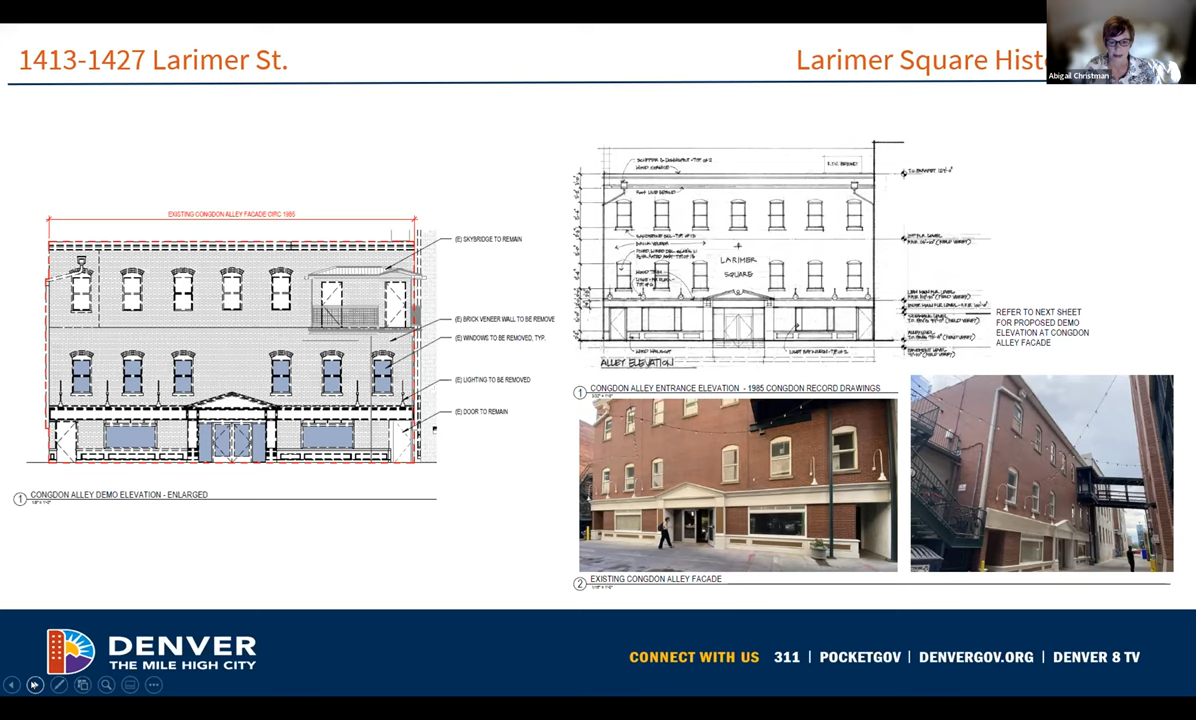 1413-1427 Larimer St.
Larimer Square Hist
Abigail Christman
EXISTING CONGDON ALLEY FACADE CIRC 1985
(E) SKYBRIDGE TO REMAIN
(E) BRICK VENEER WALL TO BE REMOVE
(E) WINDOWS TO BE REMOVED, TYP.
(E) LIGHTING TO BE REMOVED
(E) DOOR TO REMAIN
1 CONGDON ALLEY DEMO ELEVATION - ENLARGED
LARIMER
SQUARE
ALLEY ELEVATION
REFER TO NEXT SHEET
FOR PROPOSED DEMO
ELEVATION AT CONGDON
ALLEY FACADE
1 CONGDON ALLEY ENTRANCE ELEVATION - 1985 CONGDON RECORD DRAWINGS
2 EXISTING CONGDON ALLEY FACADE
DENVER
THE MILE HIGH CITY
CONNECT WITH US 311 | POCKETGOV | DENVERGOV.ORG | DENVER 8 TV